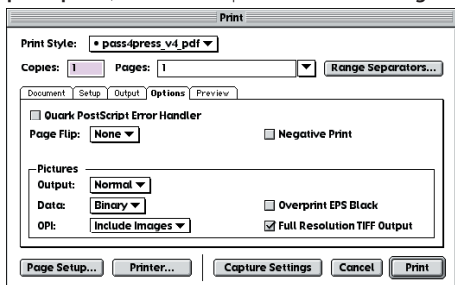 Print
Print Style: • pass4press_v4_pdf
Copies: 1 Pages: 1 Range Separators...
Document Setup Output Options Preview
Quark PostScript Error Handler
Page Flip: None Negative Print
Pictures
Output: Normal
Data: Binary Overprint EPS Black
OPI: Include Images Full Resolution TIFF Output
Page Setup... Printer... Capture Settings Cancel Print